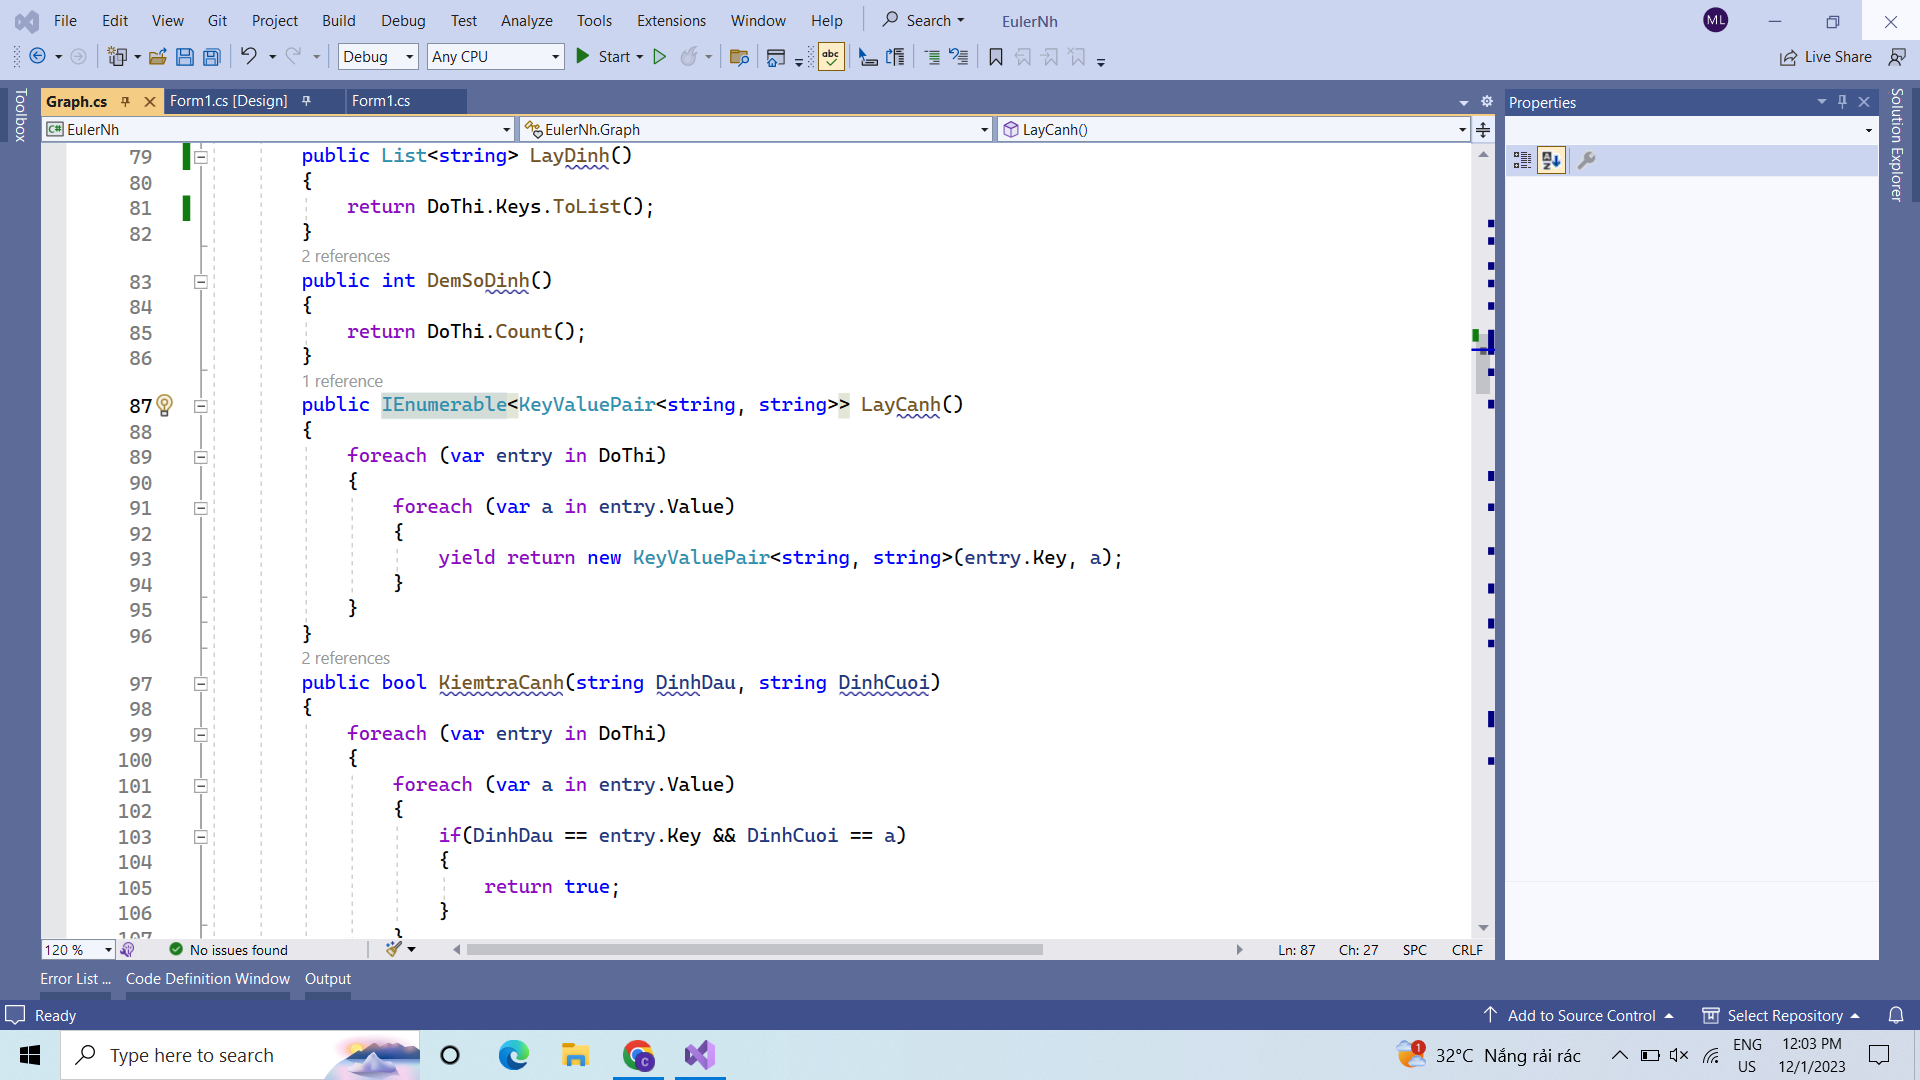 File Edit View Git Project Build Debug Test Analyze Tools Extensions Window Help Search EulerNh ML
Debug Any CPU Start abc Live Share
Toolbox
Graph.cs Form1.cs [Design] Form1.cs
C# EulerNh EulerNh.Graph LayCanh()
79 public List<string> LayDinh()
80 {
81 return DoThi.Keys.ToList();
82 }
2 references
83 public int DemSoDinh()
84 {
85 return DoThi.Count();
86 }
1 reference
87 public IEnumerable<KeyValuePair<string, string>> LayCanh()
88 {
89 foreach (var entry in DoThi)
90 {
91 foreach (var a in entry.Value)
92 {
93 yield return new KeyValuePair<string, string>(entry.Key, a);
94 }
95 }
96 }
2 references
97 public bool KiemtraCanh(string DinhDau, string DinhCuoi)
98 {
99 foreach (var entry in DoThi)
100 {
101 foreach (var a in entry.Value)
102 {
103 if(DinhDau == entry.Key && DinhCuoi == a)
104 {
105 return true;
106 }
107 }
120 % No issues found Ln: 87 Ch: 27 SPC CRLF
Properties
A Z
Solution Explorer
Error List ... Code Definition Window Output
Ready Add to Source Control Select Repository
Type here to search C 1 32°C Nắng rải rác ENG US 12:03 PM 12/1/2023